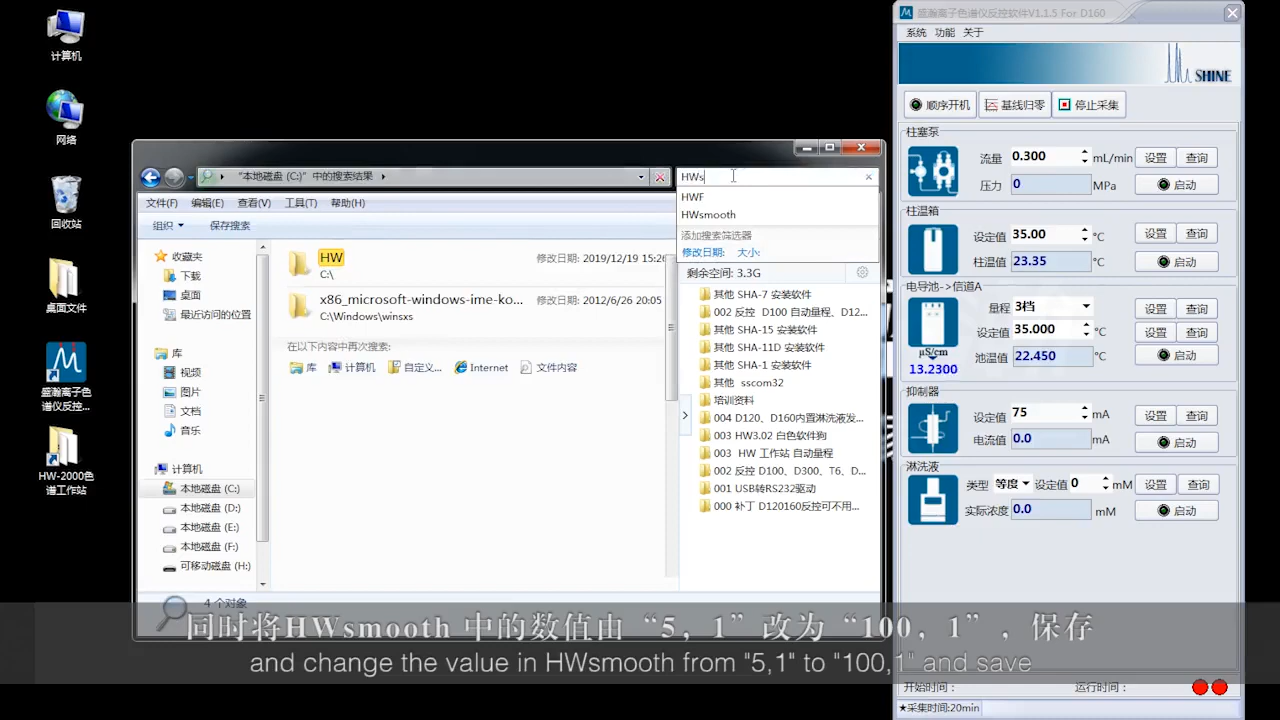 计算机
网络
回收站
桌面文件
盛瀚离子色
谱仪反控...
HW-2000色
谱工作站
"本地磁盘 (C:)"中的搜索结果
HWs
文件(F) 编辑(E) 查看(V) 工具(T) 帮助(H)
组织 保存搜索
收藏夹
下载
桌面
最近访问的位置
库
视频
图片
文档
音乐
计算机
本地磁盘 (C:)
本地磁盘 (D:)
本地磁盘 (E:)
本地磁盘 (F:)
可移动磁盘 (H:)
HW
C:\
修改日期: 2019/12/19 15:26
x86_microsoft-windows-ime-ko...
C:\Windows\winsxs
修改日期: 2012/6/26 20:05
在以下内容中再次搜索:
库 计算机 自定义... Internet 文件内容
4 个对象
HWF
HWsmooth
添加搜索筛选器
修改日期: 大小:
剩余空间: 3.3G
其他 SHA-7 安装软件
002 反控 D100 自动量程、D12...
其他 SHA-15 安装软件
其他 SHA-11D 安装软件
其他 SHA-1 安装软件
其他 sscom32
培训资料
004 D120、D160内置淋洗液发...
003 HW3.02 白色软件狗
003 HW 工作站 自动量程
002 反控 D100、D300、T6、D...
001 USB转RS232驱动
000 补丁 D120160反控可不用...
盛瀚离子色谱仪反控软件V1.1.5 For D160
系统 功能 关于
SHINE
顺序开机 基线归零 停止采集
柱塞泵
流量 0.300 mL/min 设置 查询
压力 0 MPa 启动
柱温箱
设定值 35.00 °C 设置 查询
柱温值 23.35 °C 启动
电导池->信道A
量程 3档 设置 查询
设定值 35.000 °C 设置 查询
池温值 22.450 °C 启动
μS/cm
13.2300
抑制器
设定值 75 mA 设置 查询
电流值 0.0 mA 启动
淋洗液
类型 等度 设定值 0 mM 设置 查询
实际浓度 0.0 mM 启动
开始时间： 运行时间：
★采集时间:20min
同时将HWsmooth 中的数值由“5，1”改为“100，1”，保存
and change the value in HWsmooth from "5,1" to "100,1" and save